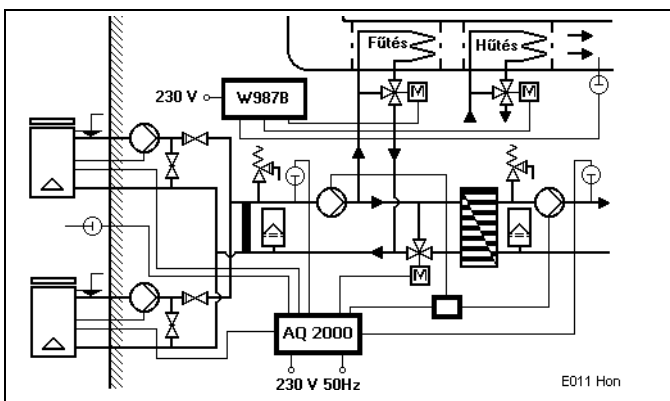 Fűtés
Hűtés
M
M
230 V
W987B
M
AQ 2000
230 V 50Hz
E011 Hon